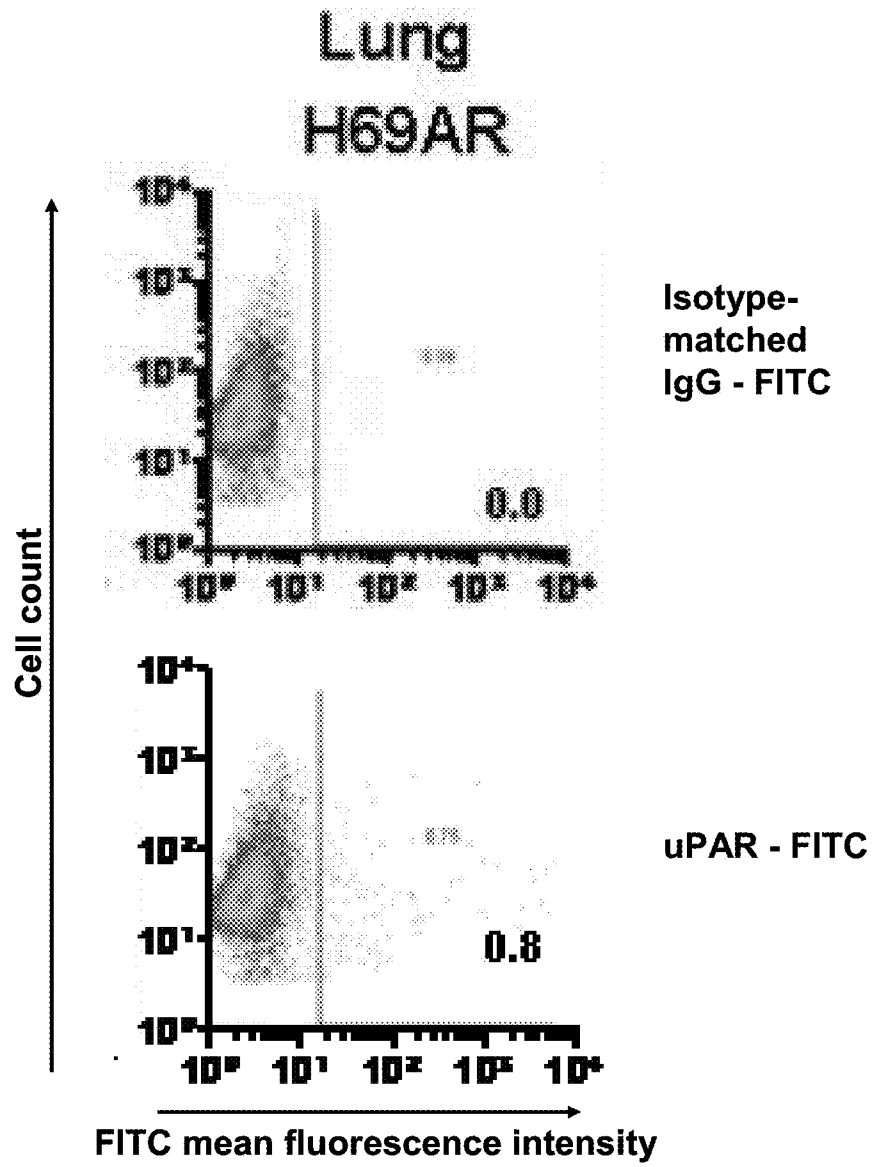 Lung
H69AR
10⁴
10³
10²
10¹
10⁰
10⁰ 10¹ 10² 10³ 10⁴
0.0
Isotype-
matched
IgG - FITC
Cell count
10⁴
10³
10²
10¹
10⁰
10⁰ 10¹ 10² 10³ 10⁴
0.75
0.8
uPAR - FITC
FITC mean fluorescence intensity